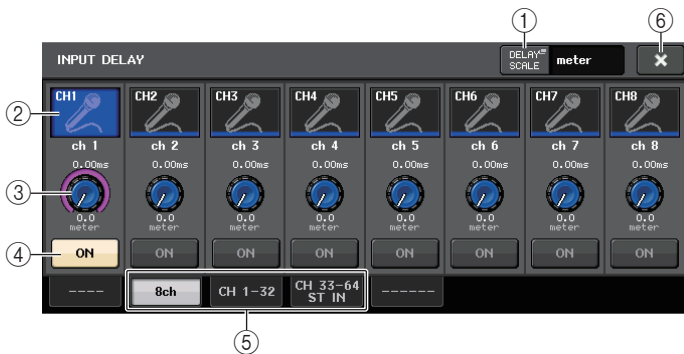 ① ⑥
INPUT DELAY DELAY SCALE meter ×
② CH1 CH2 CH3 CH4 CH5 CH6 CH7 CH8
ch 1 ch 2 ch 3 ch 4 ch 5 ch 6 ch 7 ch 8
0.00ms 0.00ms 0.00ms 0.00ms 0.00ms 0.00ms 0.00ms 0.00ms
③
0.0 0.0 0.0 0.0 0.0 0.0 0.0 0.0
meter meter meter meter meter meter meter meter
④ ON ON ON ON ON ON ON ON
---- 8ch CH 1-32 CH 33-64 ST IN ------
⑤